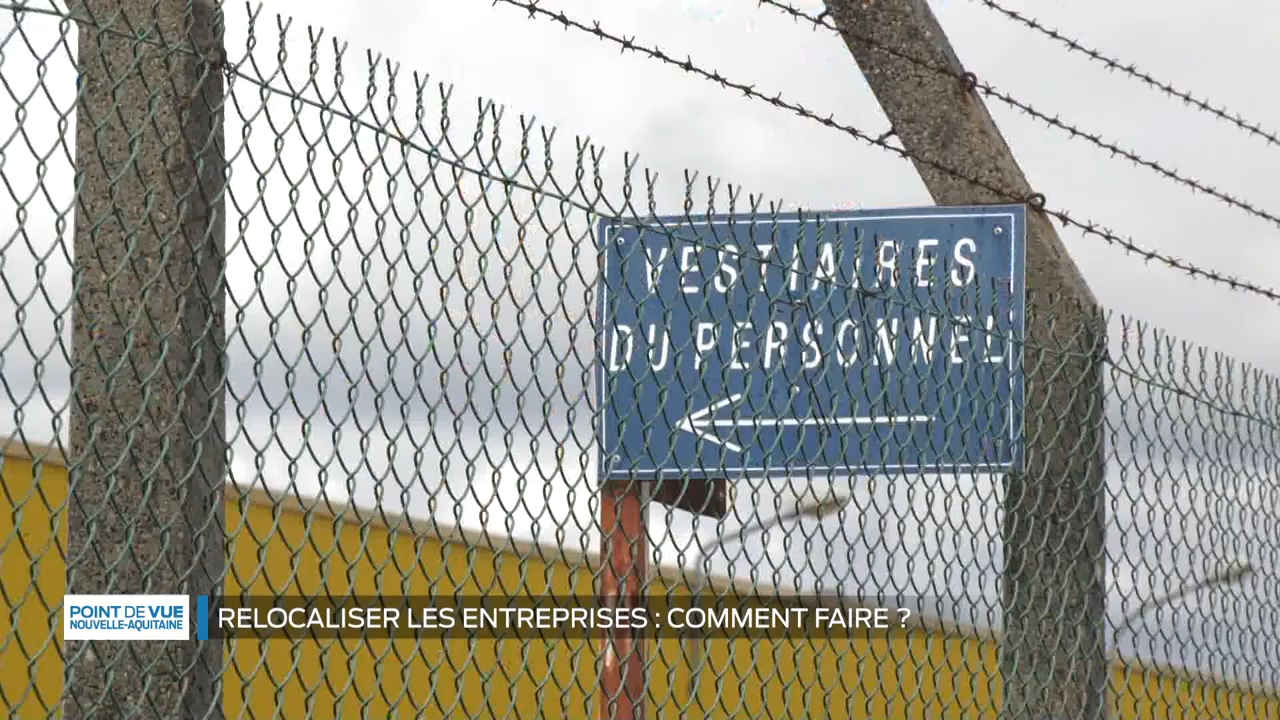 VESTIAIRES
DU PERSONNEL
POINT DE VUE
NOUVELLE-AQUITAINE
RELOCALISER LES ENTREPRISES : COMMENT FAIRE ?